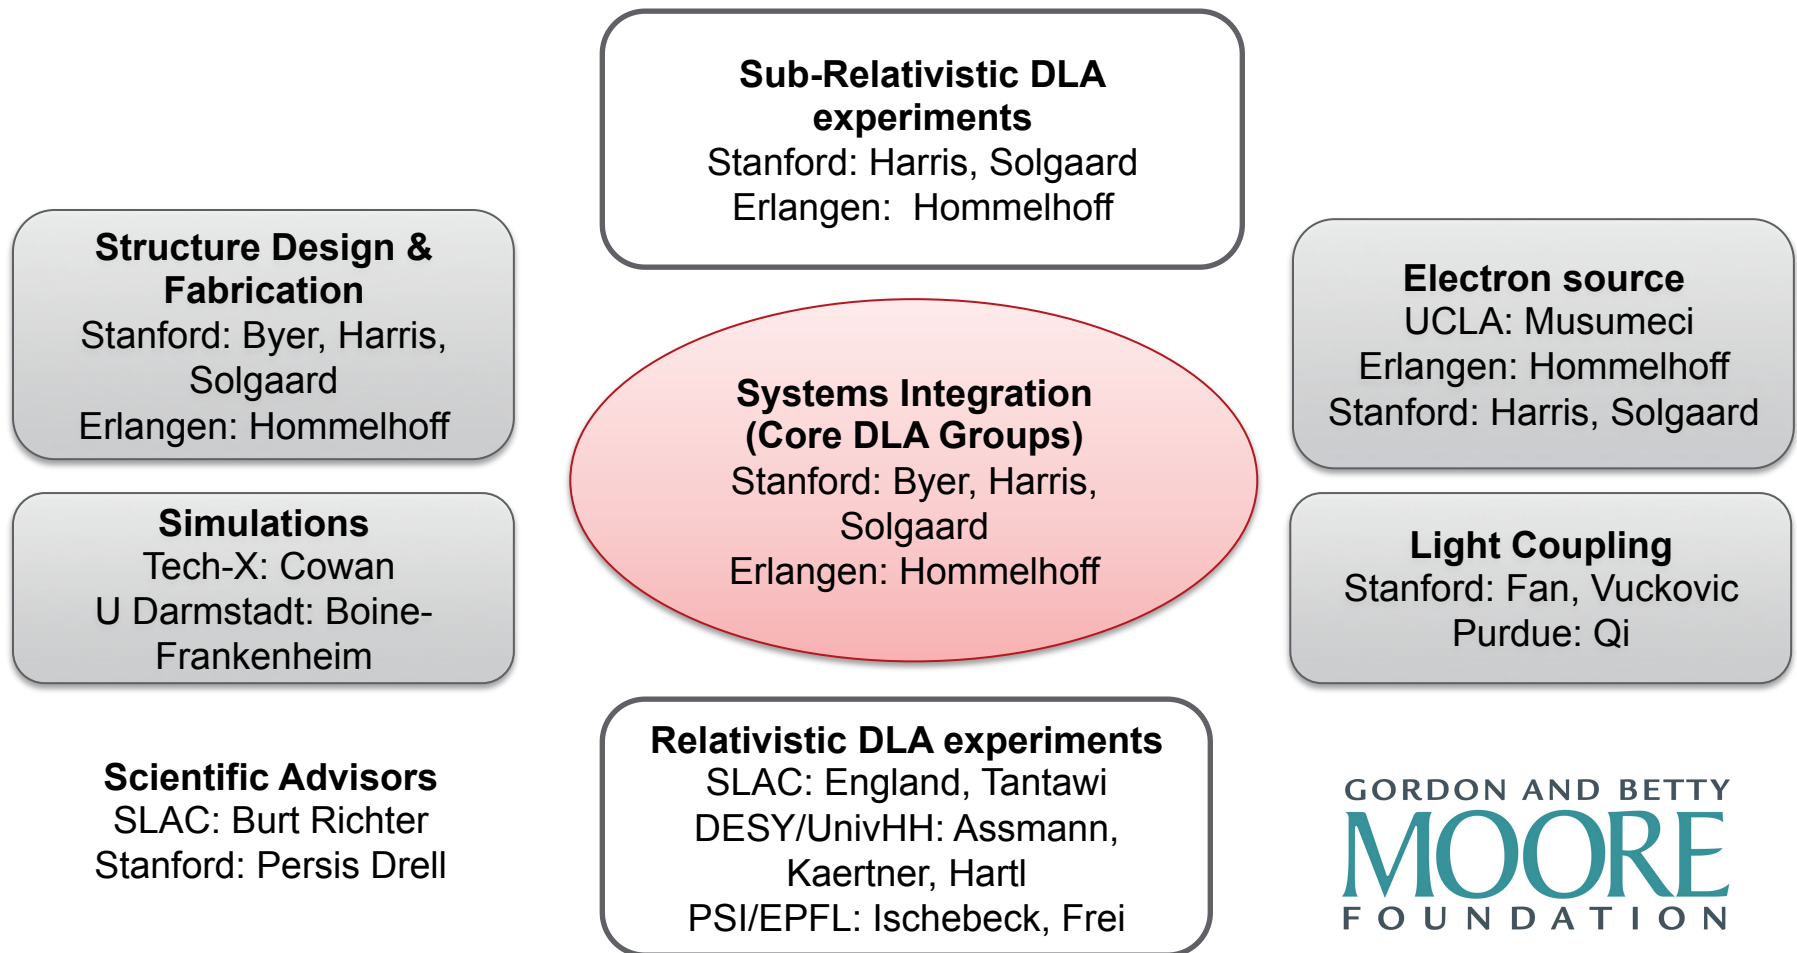 Sub-Relativistic DLA
experiments
Stanford: Harris, Solgaard
Erlangen:  Hommelhoff
Structure Design &
Fabrication
Stanford: Byer, Harris,
Solgaard
Erlangen: Hommelhoff
Systems Integration
(Core DLA Groups)
Stanford: Byer, Harris,
Solgaard
Erlangen: Hommelhoff
Electron source
UCLA: Musumeci
Erlangen: Hommelhoff
Stanford: Harris, Solgaard
Simulations
Tech-X: Cowan
U Darmstadt: Boine-
Frankenheim
Light Coupling
Stanford: Fan, Vuckovic
Purdue: Qi
Scientific Advisors
SLAC: Burt Richter
Stanford: Persis Drell
Relativistic DLA experiments
SLAC: England, Tantawi
DESY/UnivHH: Assmann,
Kaertner, Hartl
PSI/EPFL: Ischebeck, Frei
GORDON AND BETTY
MOORE
FOUNDATION